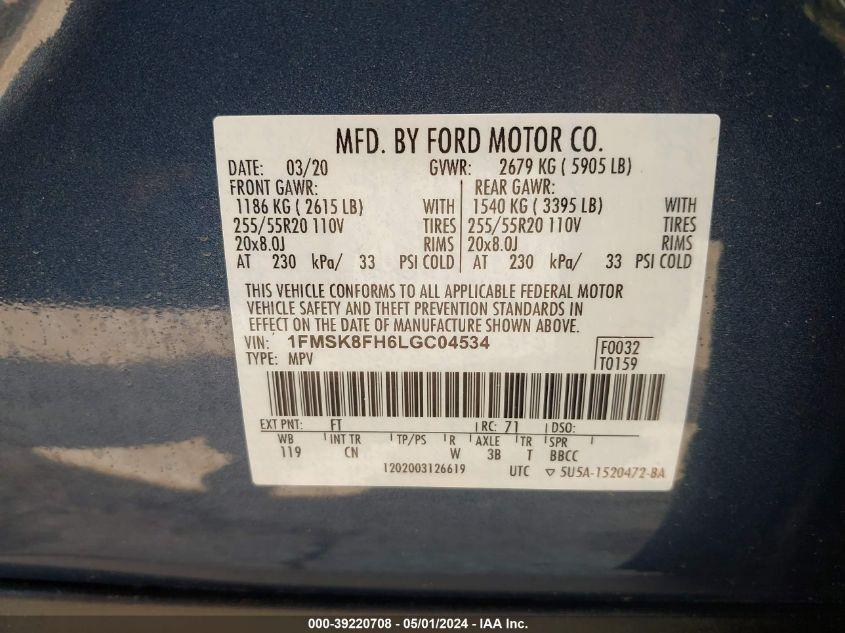 MFD. BY FORD MOTOR CO.
DATE: 03/20 GVWR: 2679 KG ( 5905 LB)
FRONT GAWR: REAR GAWR:
1186 KG ( 2615 LB) WITH 1540 KG ( 3395 LB) WITH
255/55R20 110V TIRES 255/55R20 110V TIRES
20x8.0J RIMS 20x8.0J RIMS
AT 230 kPa/ 33 PSI COLD AT 230 kPa/ 33 PSI COLD
THIS VEHICLE CONFORMS TO ALL APPLICABLE FEDERAL MOTOR
VEHICLE SAFETY AND THEFT PREVENTION STANDARDS IN
EFFECT ON THE DATE OF MANUFACTURE SHOWN ABOVE.
VIN: 1FMSK8FH6LGC04534 F0032
TYPE: MPV T0159
EXT PNT: FT RC: 71 DSO:
WB INT TR TP/PS R AXLE TR SPR
119 CN W 3B T BBCC
1202003126619 UTC ▽ 5U5A-1520472-BA
000-39220708 - 05/01/2024 - IAA Inc.